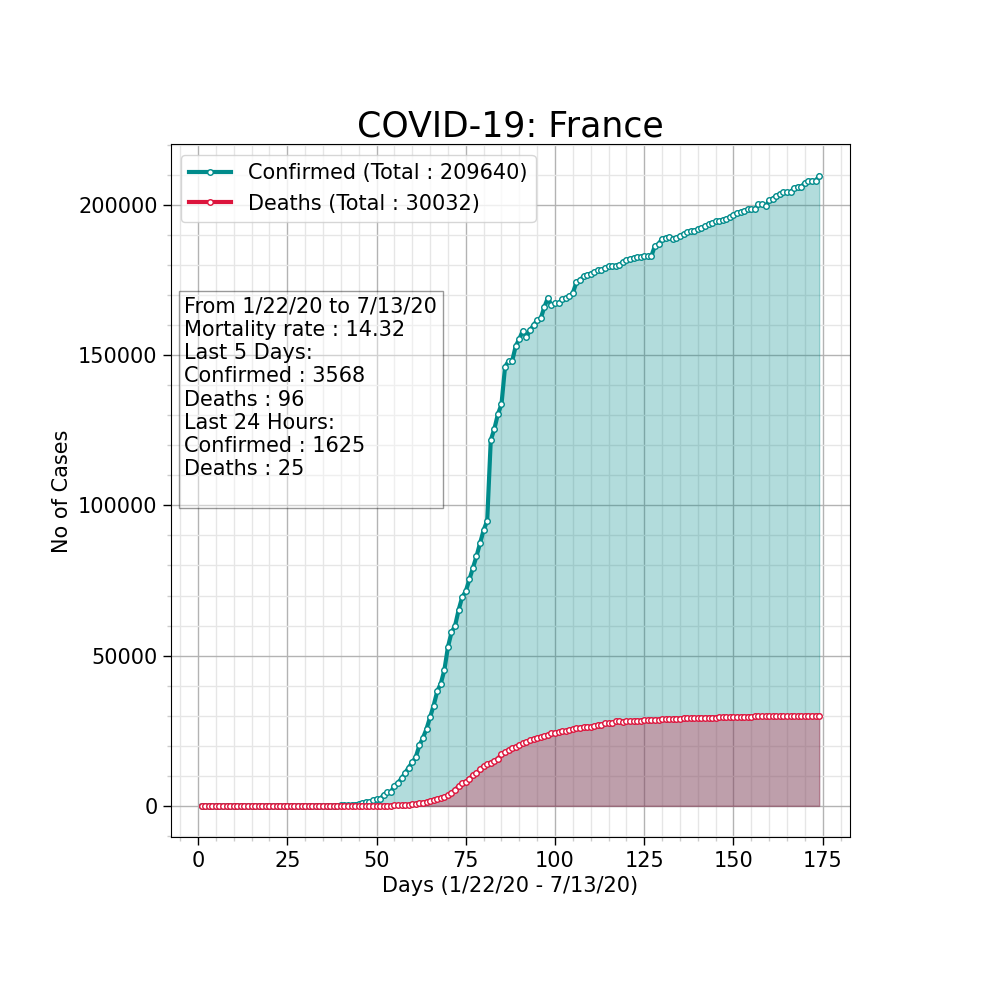 COVID-19: France
Confirmed (Total : 209640)
Deaths (Total : 30032)
From 1/22/20 to 7/13/20
Mortality rate : 14.32
Last 5 Days:
Confirmed : 3568
Deaths : 96
Last 24 Hours:
Confirmed : 1625
Deaths : 25
No of Cases
200000
150000
100000
50000
0
0 25 50 75 100 125 150 175
Days (1/22/20 - 7/13/20)